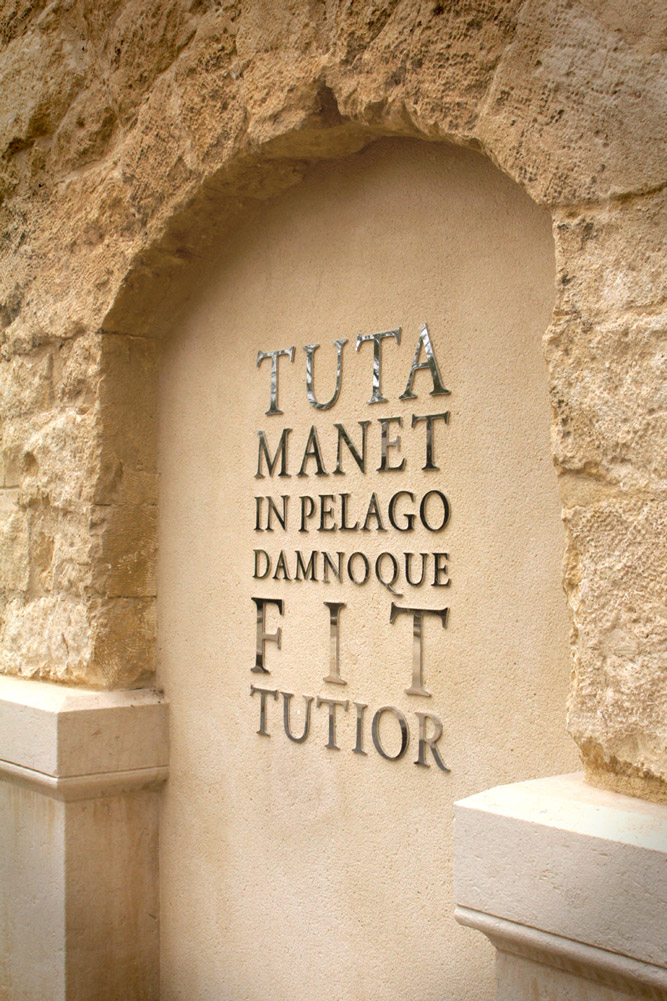 TUTA
MANET
IN PELAGO
DAMNOQUE
FIT
TUTIOR